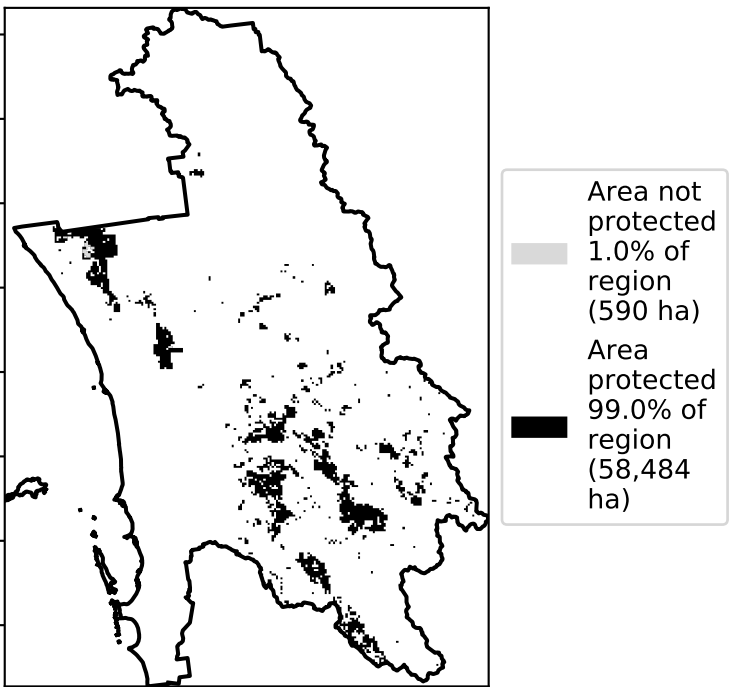 Area not
protected
1.0% of
region
(590 ha)
Area
protected
99.0% of
region
(58,484
ha)